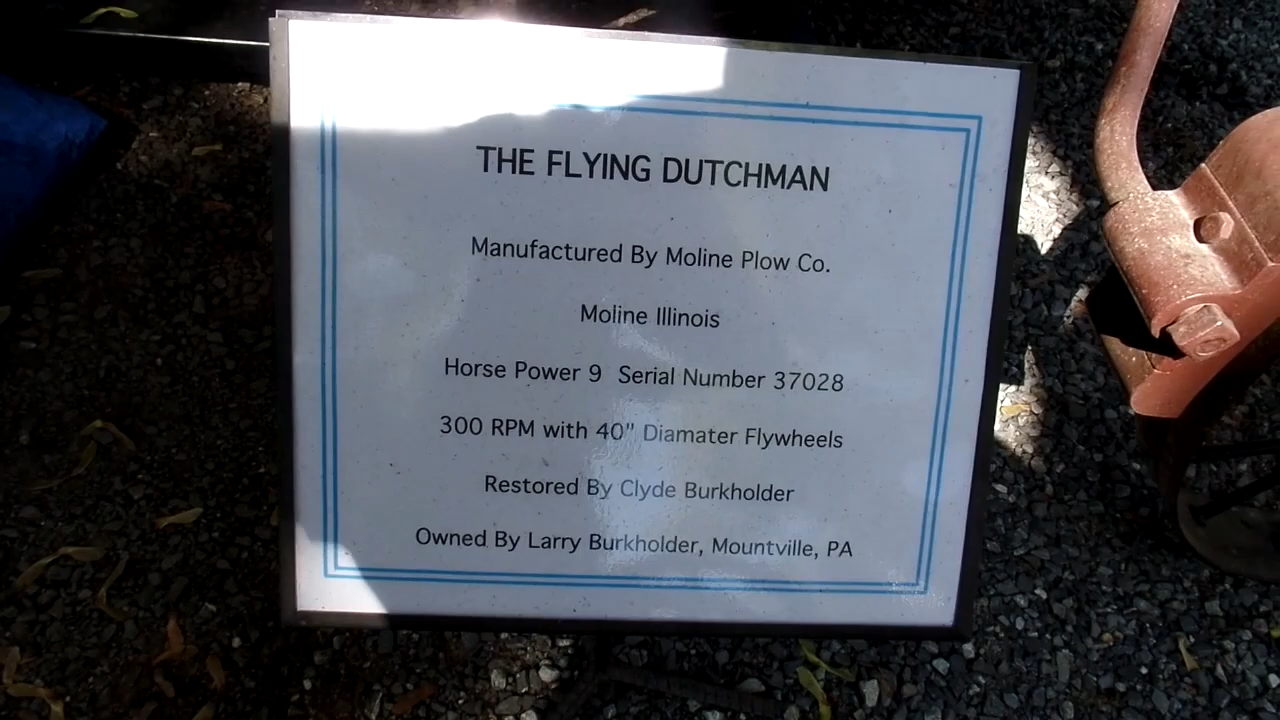 THE FLYING DUTCHMAN
Manufactured By Moline Plow Co.
Moline Illinois
Horse Power 9  Serial Number 37028
300 RPM with 40" Diamater Flywheels
Restored By Clyde Burkholder
Owned By Larry Burkholder, Mountville, PA